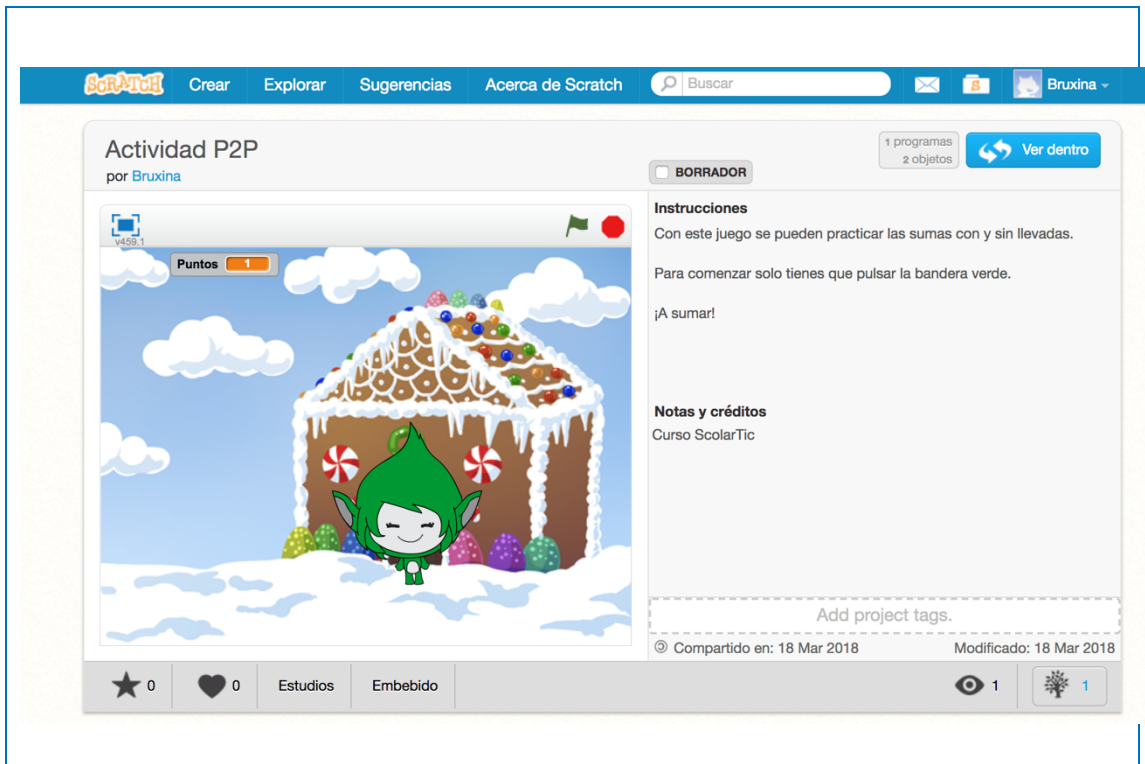 SCRATCH Crear Explorar Sugerencias Acerca de Scratch Buscar S Bruxina
Actividad P2P
por Bruxina
BORRADOR
1 programas
2 objetos
Ver dentro
v459.1
Puntos 1
Instrucciones
Con este juego se pueden practicar las sumas con y sin llevadas.
Para comenzar solo tienes que pulsar la bandera verde.
¡A sumar!
Notas y créditos
Curso ScolarTic
Add project tags.
Compartido en: 18 Mar 2018 Modificado: 18 Mar 2018
0 0 Estudios Embebido 1 1